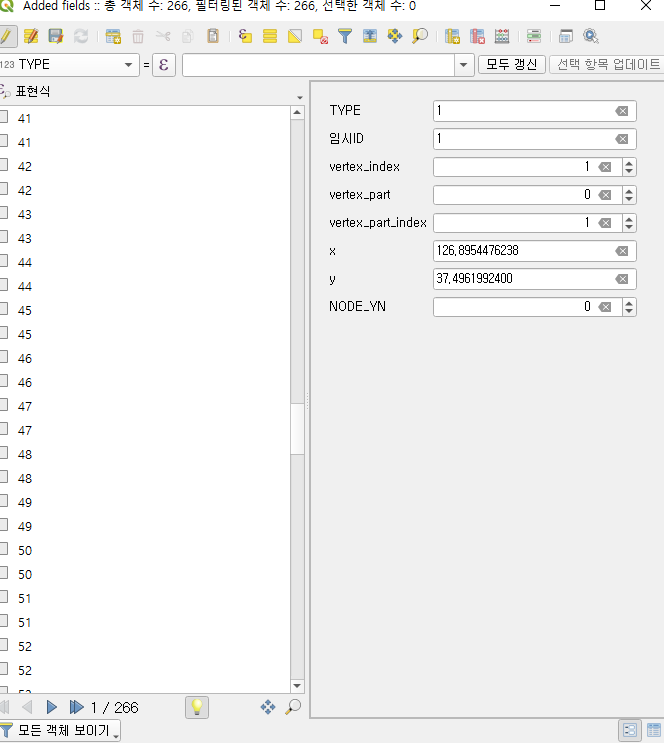 Added fields :: 총 객체 수: 266, 필터링된 객체 수: 266, 선택한 객체 수: 0
123 TYPE = ε 모두 갱신 선택 항목 업데이트
표현식
41
41
42
42
43
43
44
44
45
45
46
46
47
47
48
48
49
49
50
50
51
51
52
52
TYPE 1
임시ID 1
vertex_index 1
vertex_part 0
vertex_part_index 1
x 126,8954476238
y 37,4961992400
NODE_YN 0
1 / 266
모든 객체 보이기